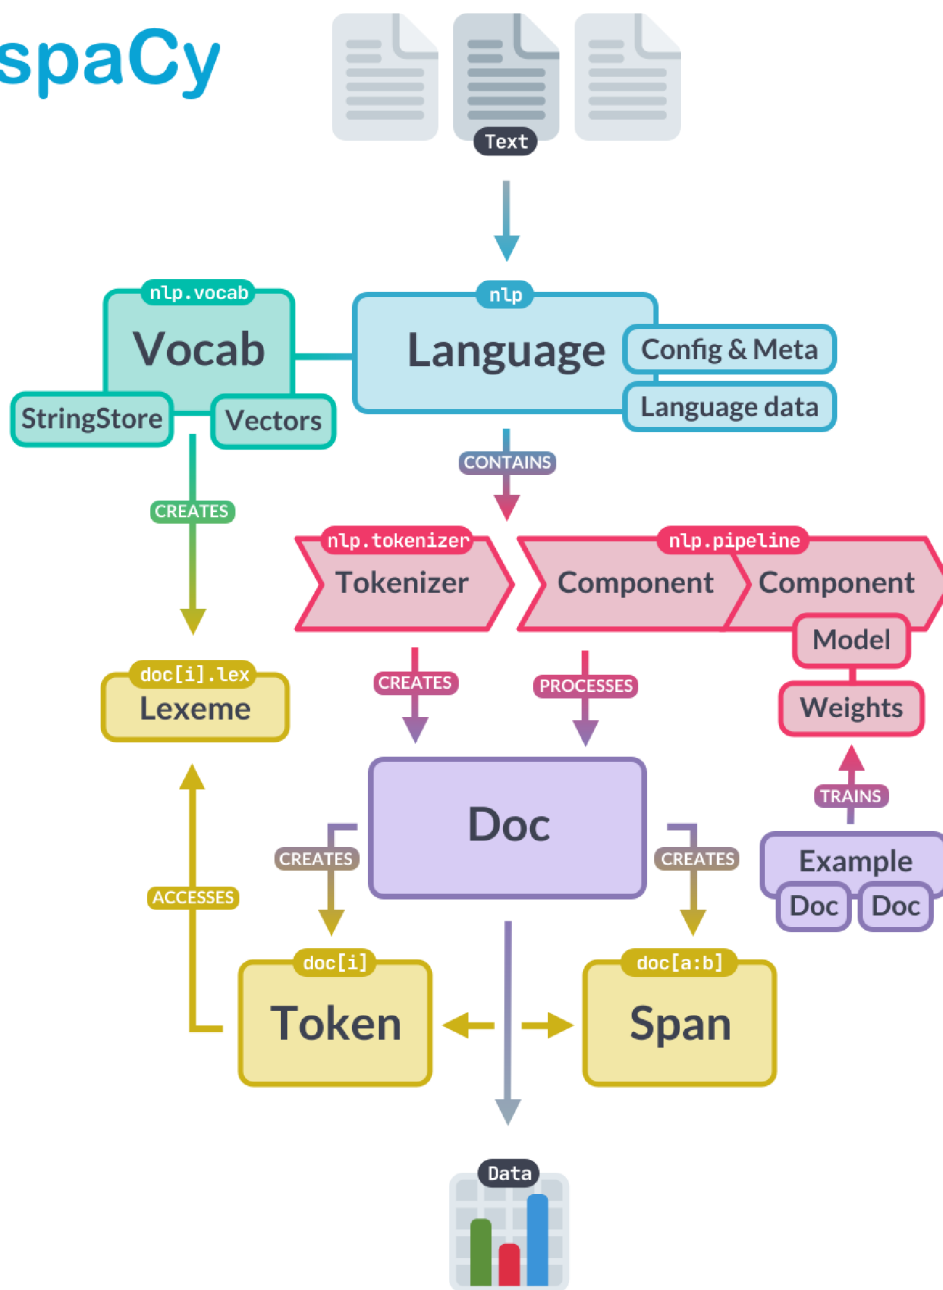 spaCy
Text
nlp.vocab
Vocab
StringStore
Vectors
nlp
Language
Config & Meta
Language data
CONTAINS
CREATES
nlp.tokenizer
Tokenizer
nlp.pipeline
Component
Component
Model
Weights
CREATES
PROCESSES
TRAINS
doc[i].lex
Lexeme
Doc
Example
Doc
Doc
CREATES
CREATES
ACCESSES
doc[i]
Token
doc[a:b]
Span
Data